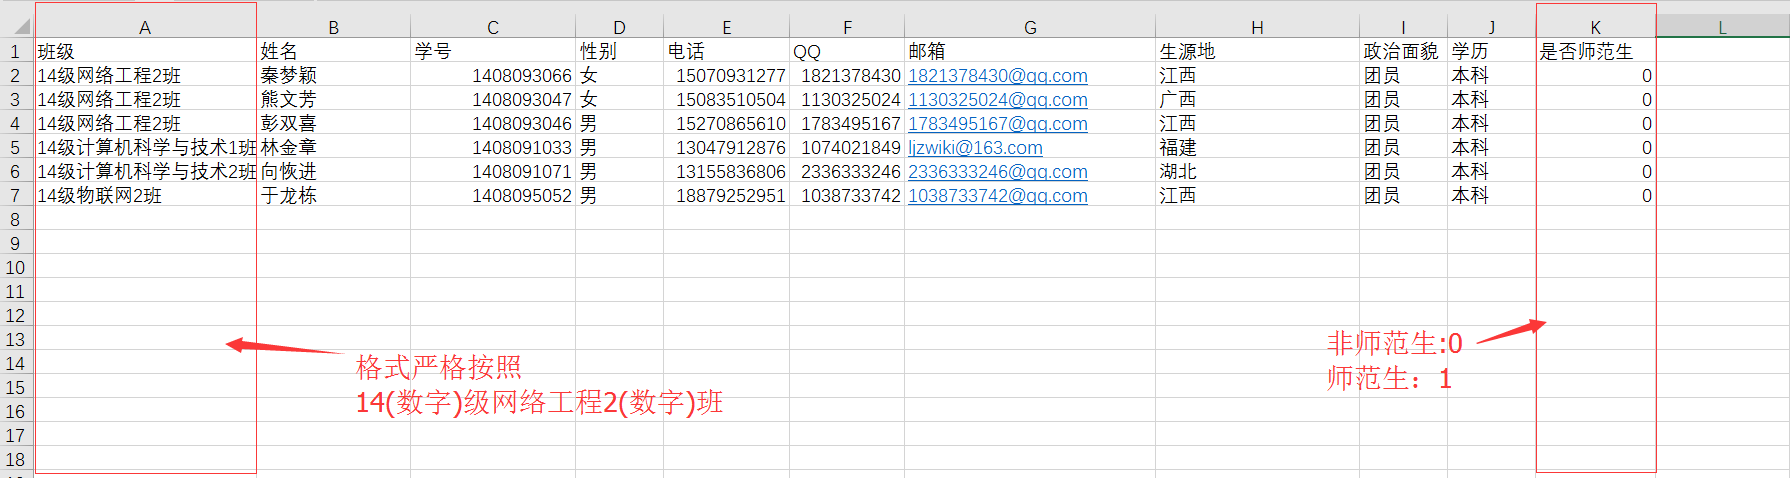 A B C D E F G H I J K L
1 班级 姓名 学号 性别 电话 QQ 邮箱 生源地 政治面貌 学历 是否师范生
2 14级网络工程2班 秦梦颖 1408093066 女 15070931277 1821378430 1821378430@qq.com 江西 团员 本科 0
3 14级网络工程2班 熊文芳 1408093047 女 15083510504 1130325024 1130325024@qq.com 广西 团员 本科 0
4 14级网络工程2班 彭双喜 1408093046 男 15270865610 1783495167 1783495167@qq.com 江西 团员 本科 0
5 14级计算机科学与技术1班 林金章 1408091033 男 13047912876 1074021849 ljzwiki@163.com 福建 团员 本科 0
6 14级计算机科学与技术2班 向恢进 1408091071 男 13155836806 2336333246 2336333246@qq.com 湖北 团员 本科 0
7 14级物联网2班 于龙栋 1408095052 男 18879252951 1038733742 1038733742@qq.com 江西 团员 本科 0
8
9
10
11
12
13
14
15
16
17
18
格式严格按照
14(数字)级网络工程2(数字)班
非师范生:0
师范生：1